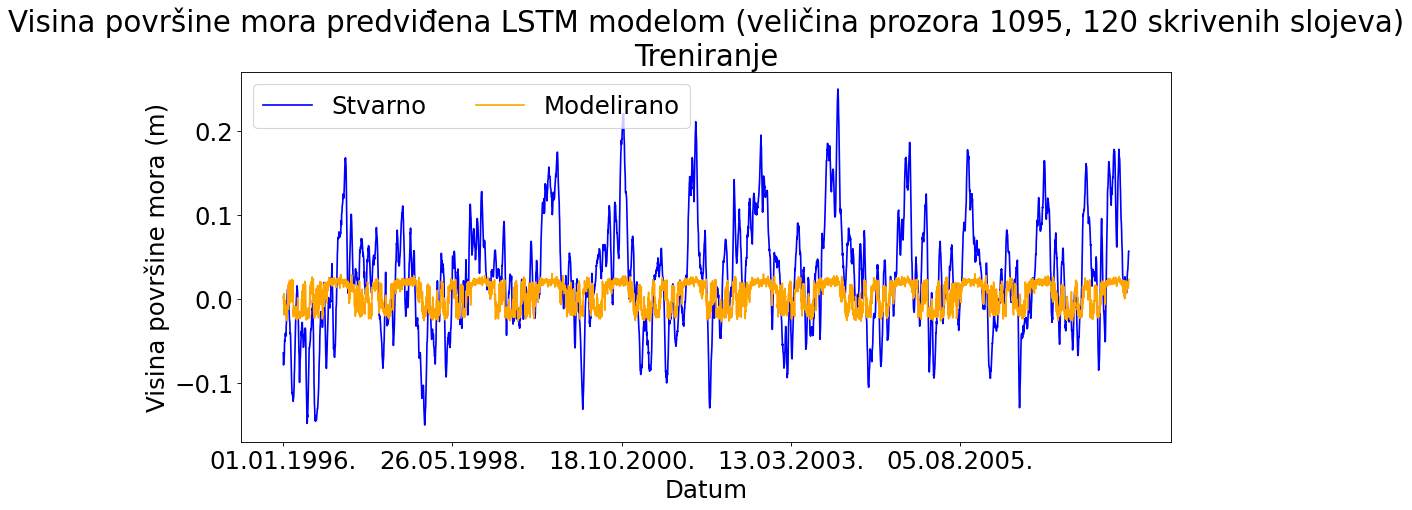 Visina površine mora predviđena LSTM modelom (veličina prozora 1095, 120 skrivenih slojeva)
Treniranje
Stvarno
Modelirano
Visina površine mora (m)
0.2
0.1
0.0
−0.1
01.01.1996.
26.05.1998.
18.10.2000.
13.03.2003.
05.08.2005.
Datum